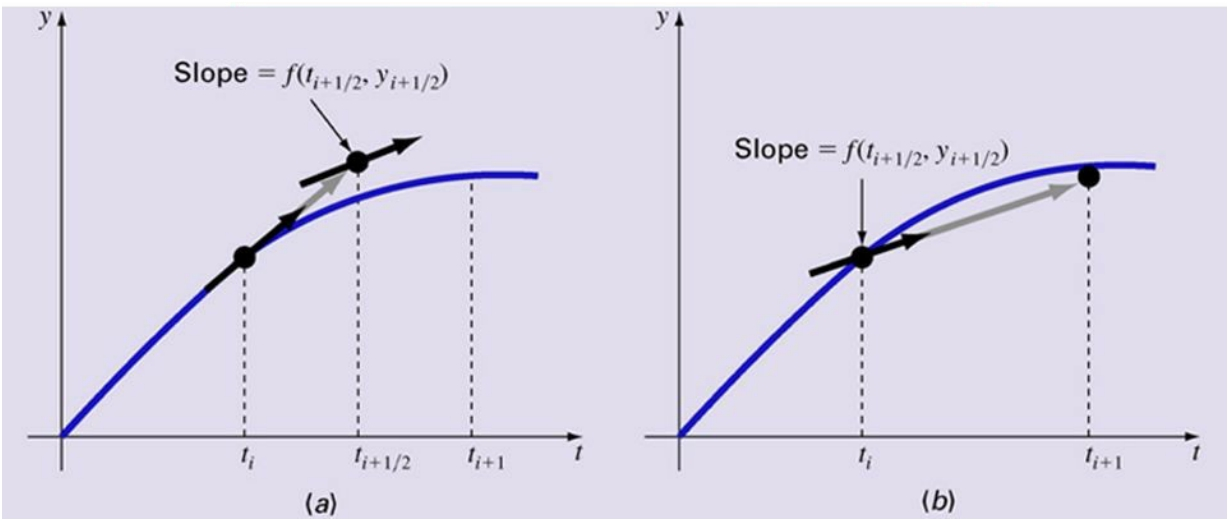 y
Slope = f(t_{i+1/2}, y_{i+1/2})
t_i
t_{i+1/2}
t_{i+1}
t
(a)
y
Slope = f(t_{i+1/2}, y_{i+1/2})
t_i
t_{i+1}
t
(b)